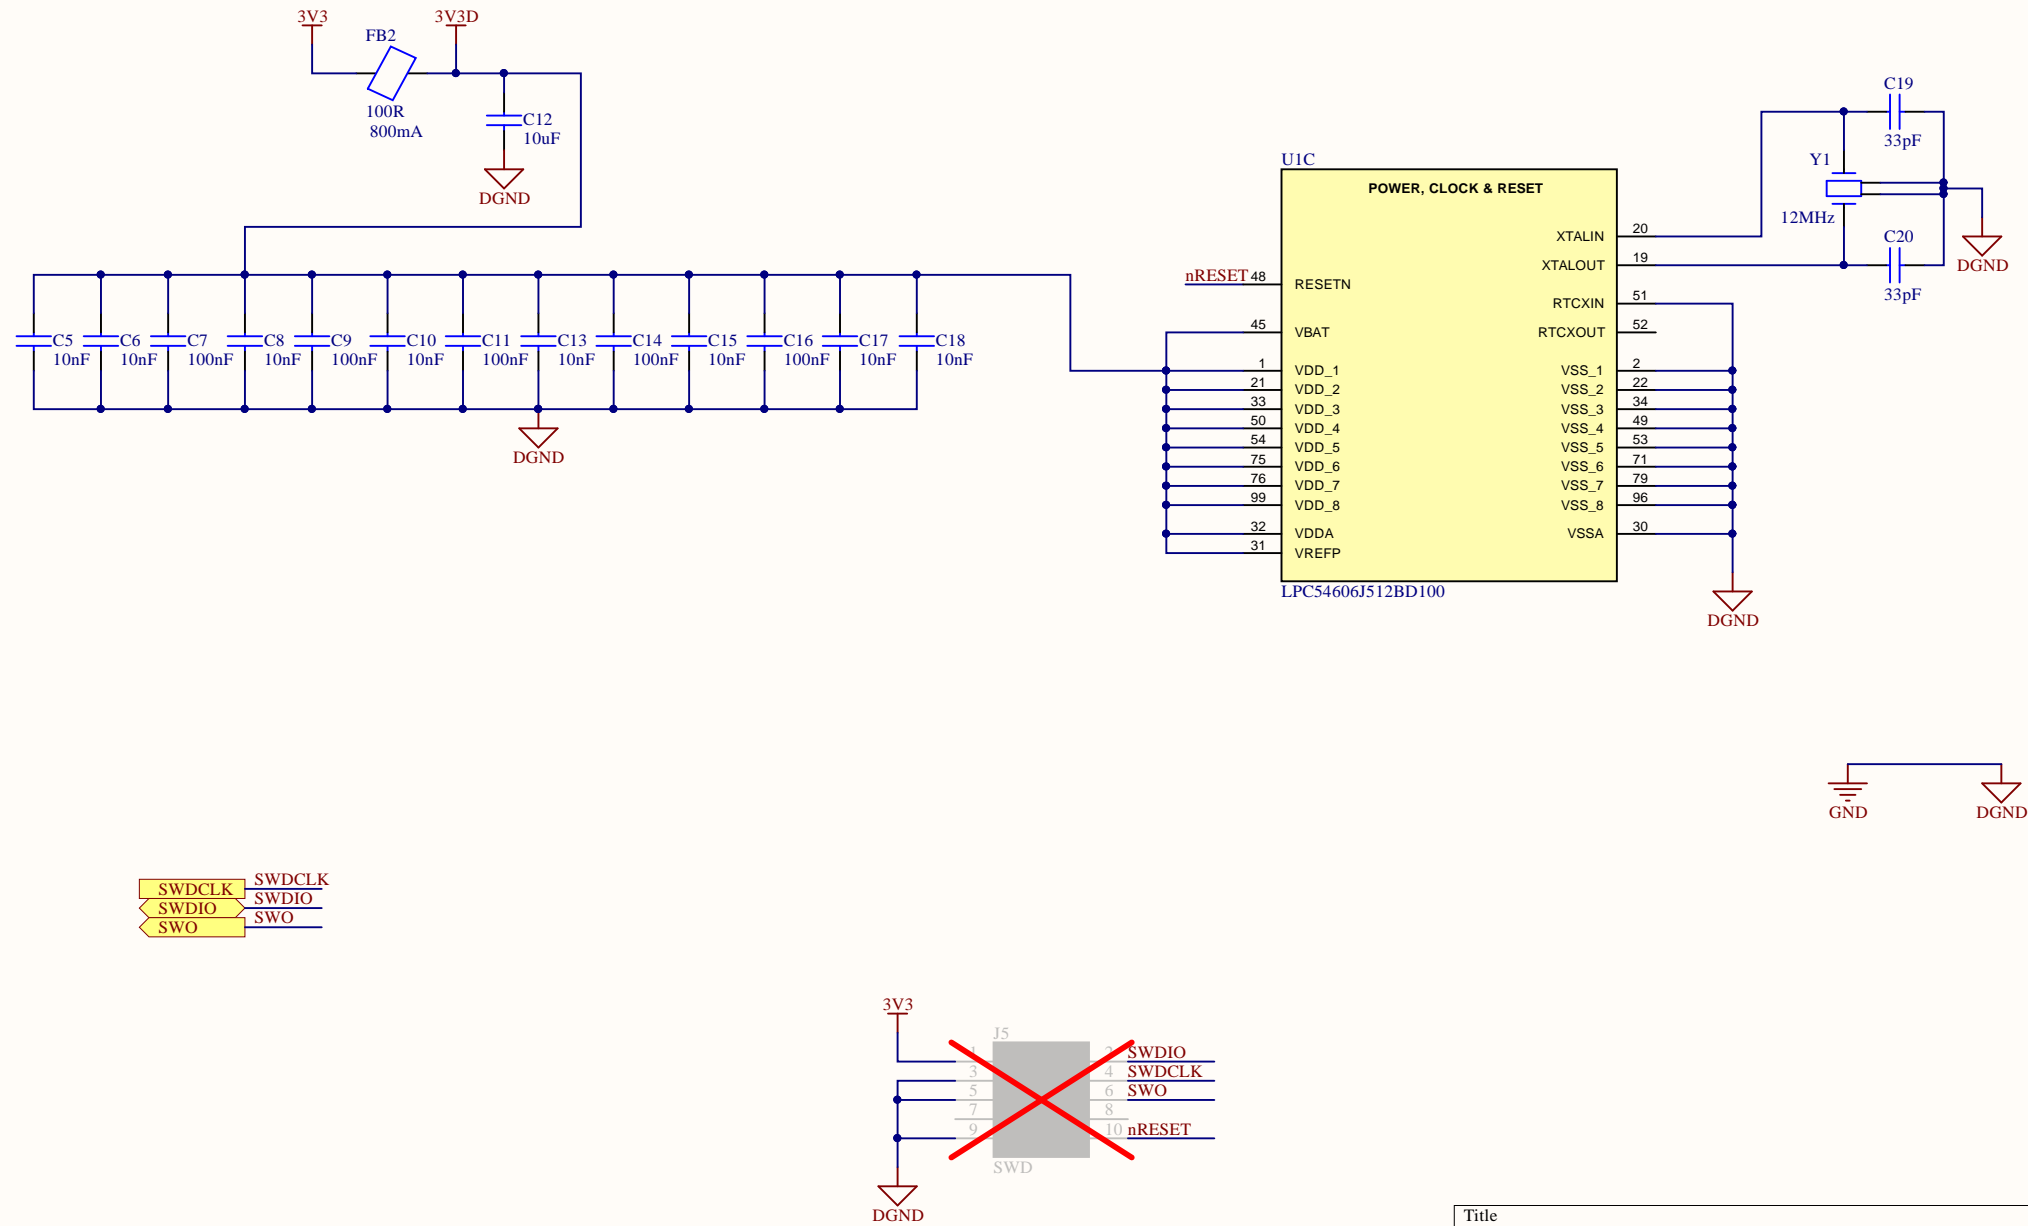 3V3
3V3D
FB2
100R
800mA
C12
10uF
DGND
C5
10nF
C6
10nF
C7
100nF
C8
10nF
C9
100nF
C10
10nF
C11
100nF
C13
10nF
C14
100nF
C15
10nF
C16
100nF
C17
10nF
C18
10nF
DGND
U1C
POWER, CLOCK & RESET
nRESET 48 RESETN
45 VBAT
1 VDD_1
21 VDD_2
33 VDD_3
50 VDD_4
54 VDD_5
75 VDD_6
76 VDD_7
99 VDD_8
32 VDDA
31 VREFP
XTALIN 20
XTALOUT 19
RTCXIN 51
RTCXOUT 52
VSS_1 2
VSS_2 22
VSS_3 34
VSS_4 49
VSS_5 53
VSS_6 71
VSS_7 79
VSS_8 96
VSSA 30
LPC54606J512BD100
DGND
C19
33pF
Y1
12MHz
C20
33pF
DGND
GND
DGND
SWDCLK SWDCLK
SWDIO SWDIO
SWO SWO
3V3
J5
1 2 SWDIO
3 4 SWDCLK
5 6 SWO
7 8
9 10 nRESET
SWD
DGND
Title